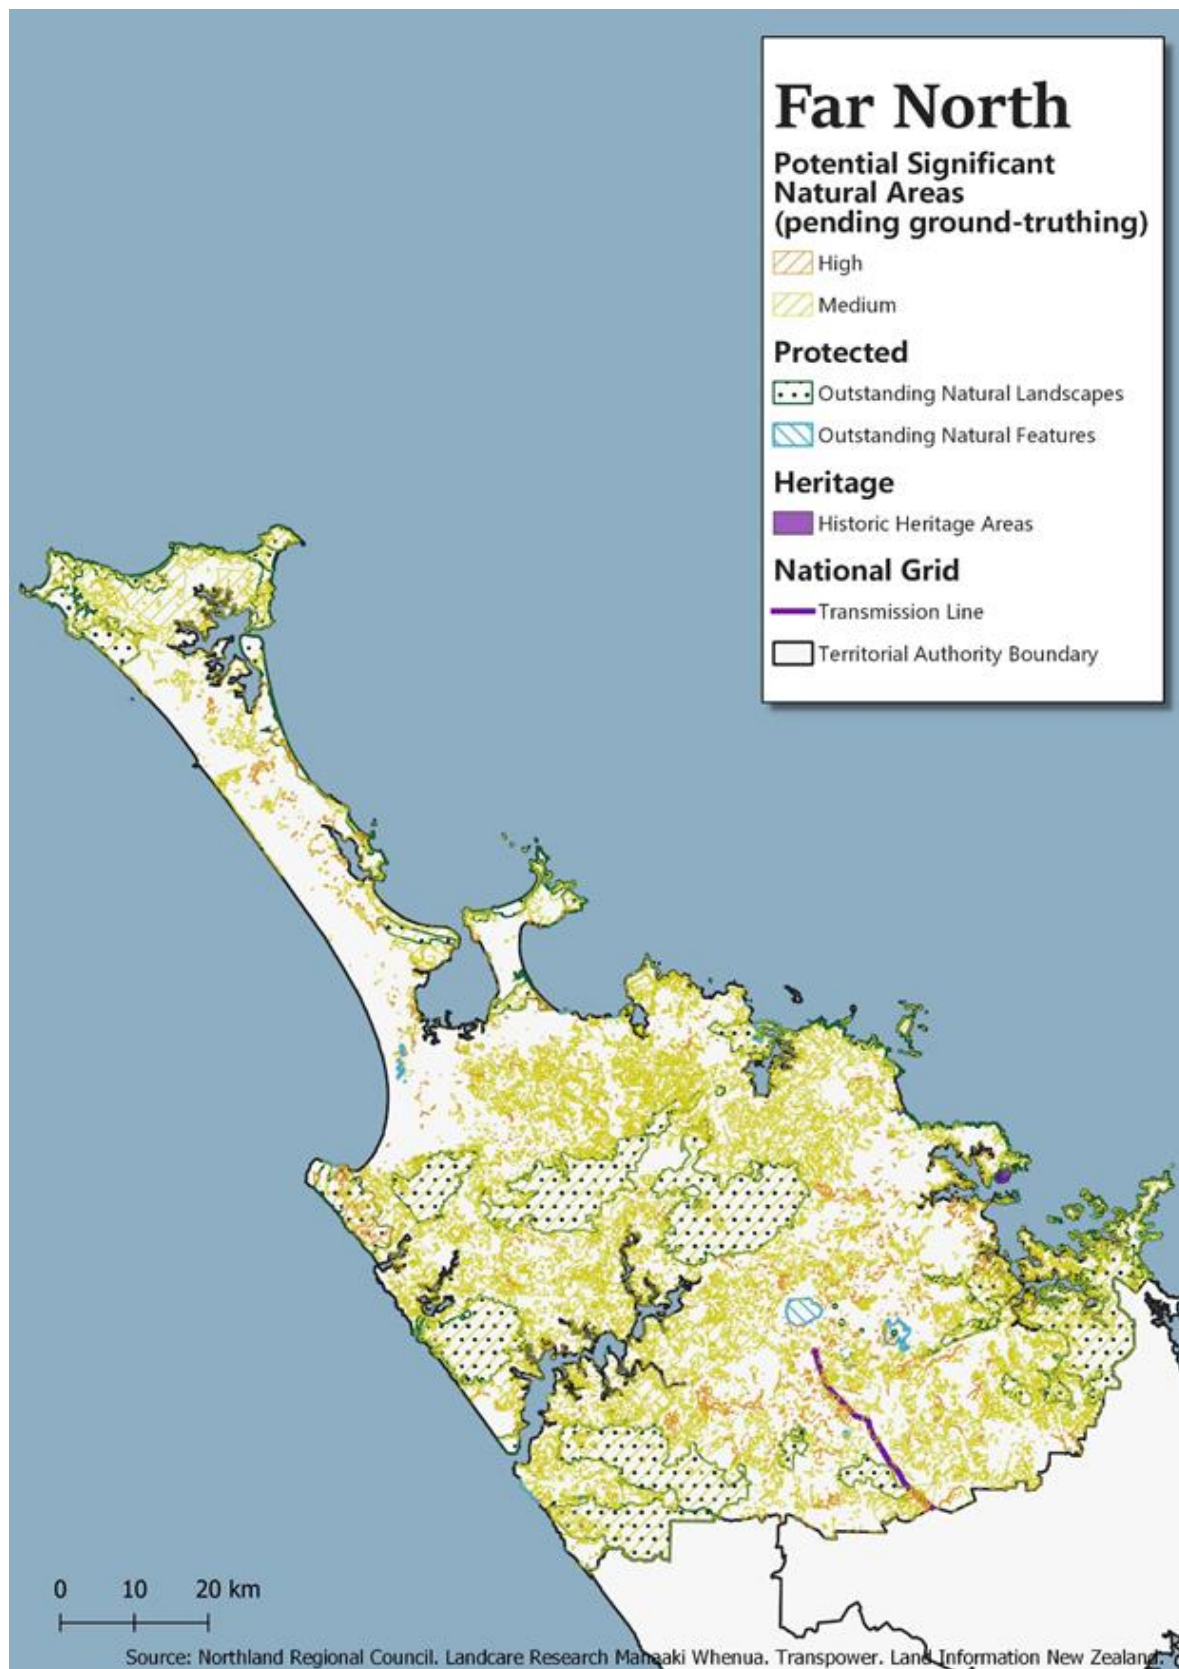 Far North
Potential Significant
Natural Areas
(pending ground-truthing)
High
Medium
Protected
Outstanding Natural Landscapes
Outstanding Natural Features
Heritage
Historic Heritage Areas
National Grid
Transmission Line
Territorial Authority Boundary
0 10 20 km
Source: Northland Regional Council. Landcare Research Manaaki Whenua. Transpower. Land Information New Zealand.